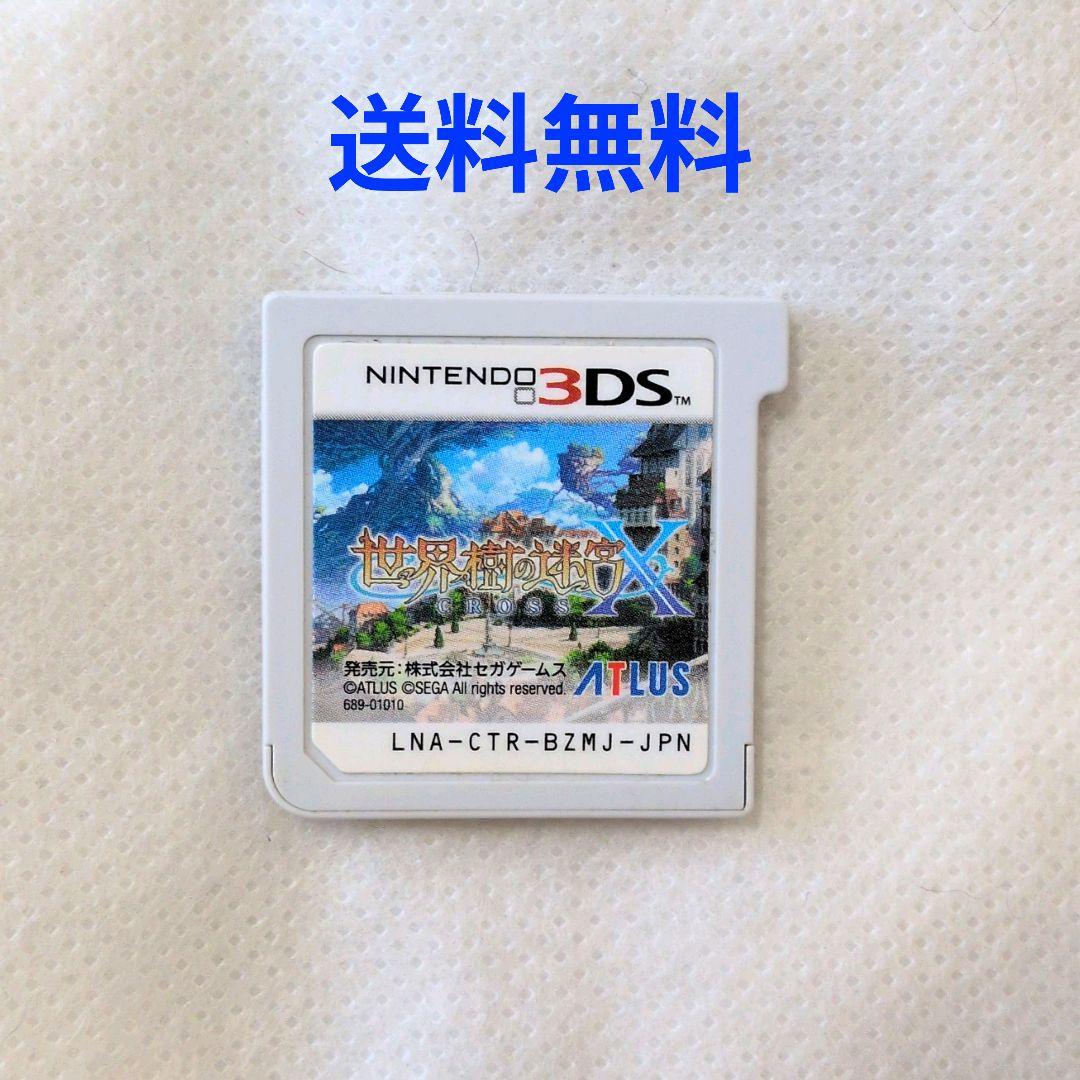 送料無料
NINTENDO 3DS™
世界樹の迷宮X
CROSS
発売元:株式会社セガゲームス
©ATLUS ©SEGA All rights reserved.
ATLUS
689-01010
LNA-CTR-BZMJ-JPN